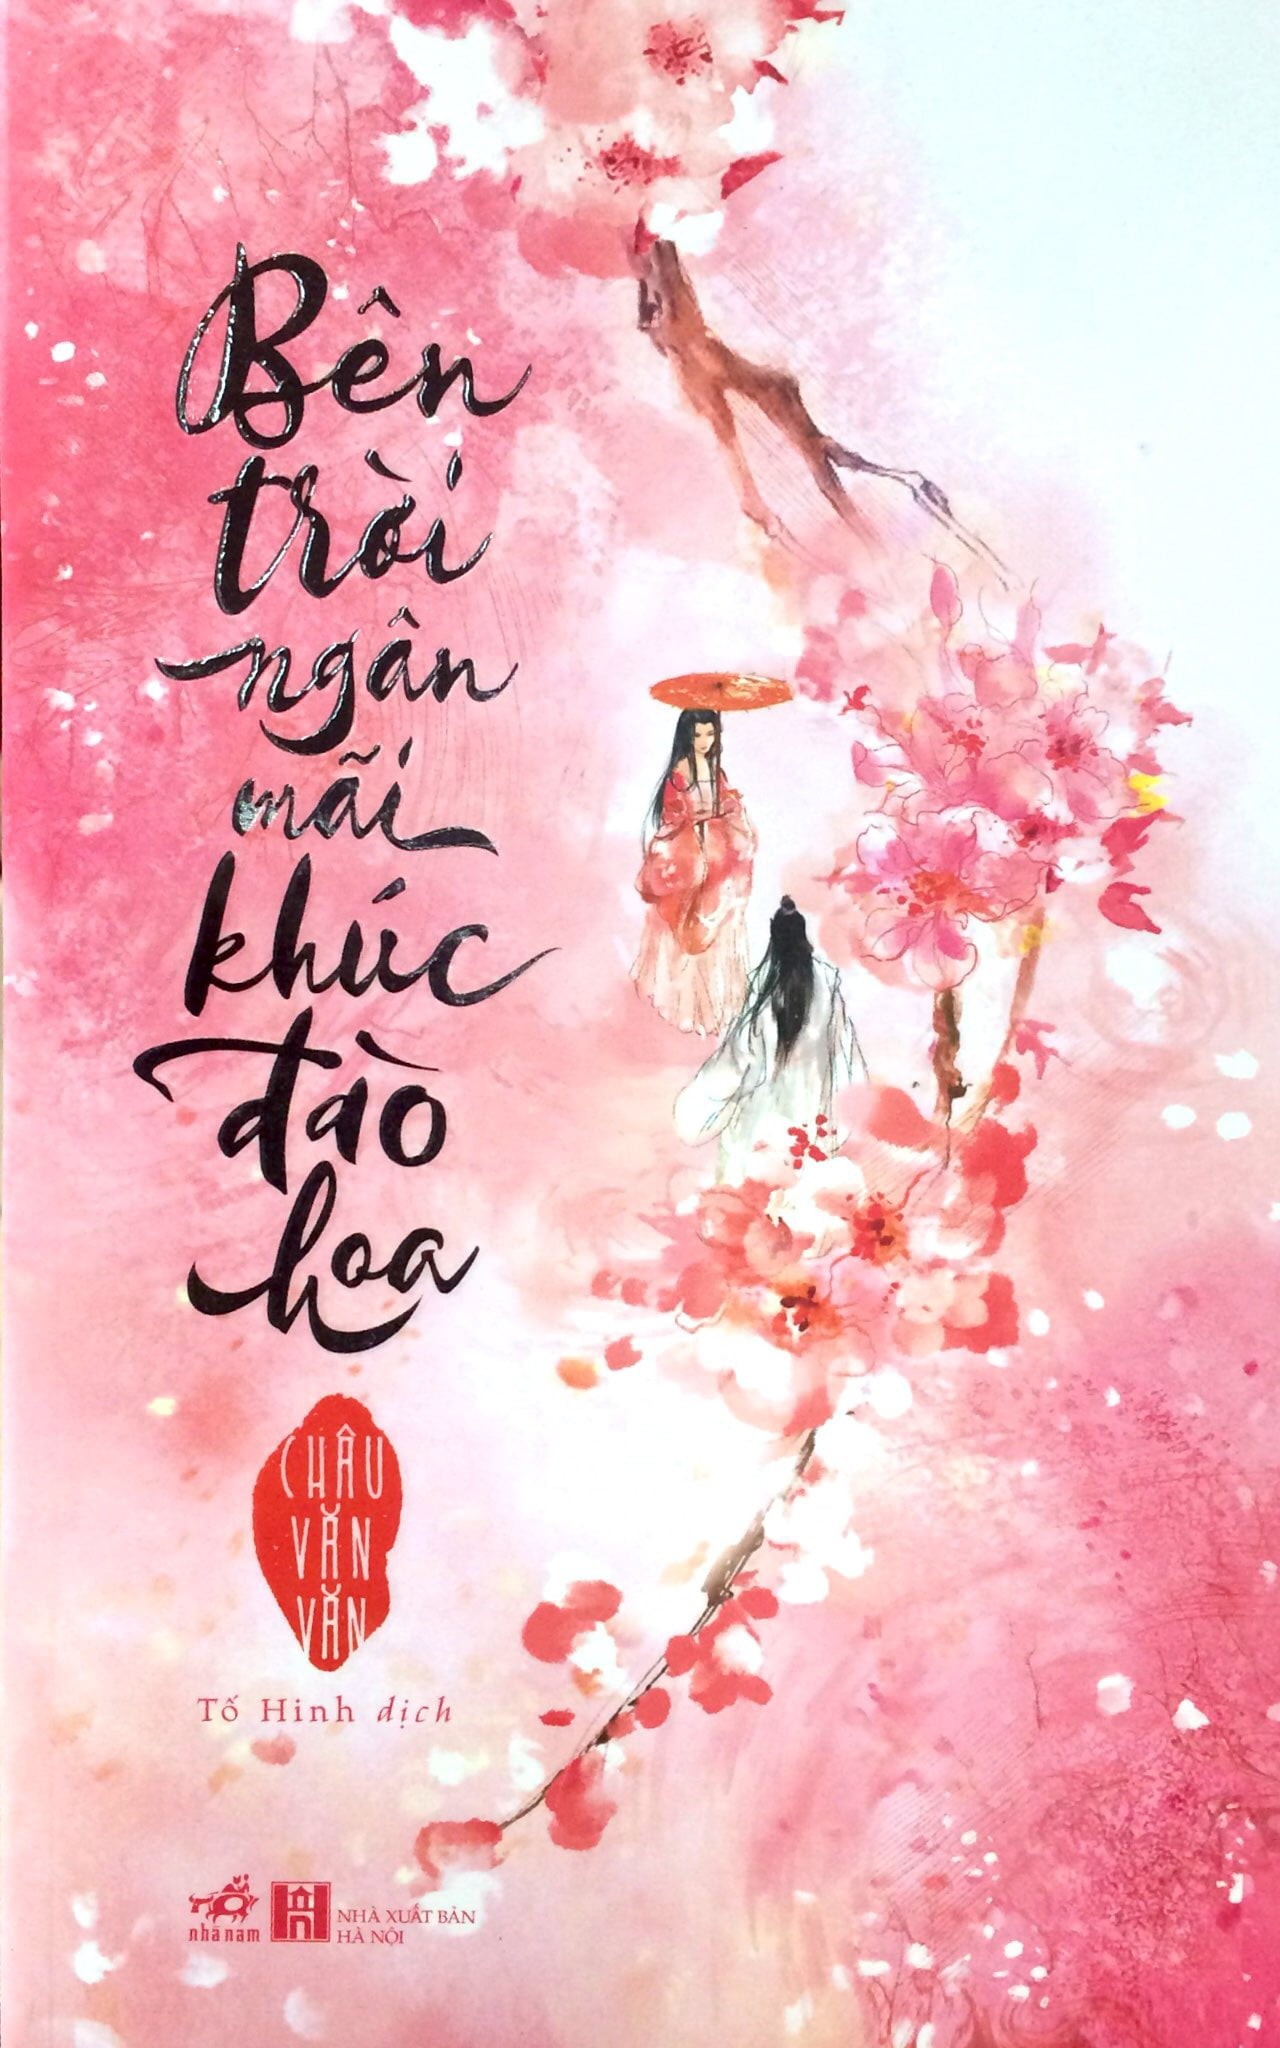 Bên
trời
ngân
mãi
khúc
đào
hoa
CHÂU
VĂN
VĂN
Tố Hinh dịch
nhã nam
NHÀ XUẤT BẢN
HÀ NỘI